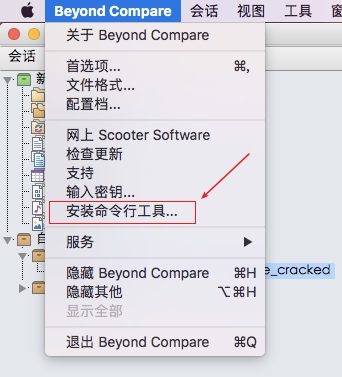 Beyond Compare 会话 视图 工具
会话
关于 Beyond Compare
首选项... ⌘,
文件格式...
配置档...
网上 Scooter Software
检查更新
支持
输入密钥...
安装命令行工具...
服务
隐藏 Beyond Compare ⌘H
隐藏其他 ⌥⌘H
显示全部
退出 Beyond Compare ⌘Q
新
自
e_cracked